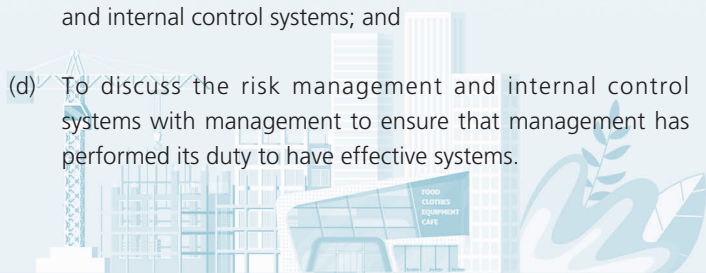 and internal control systems; and
(d) To discuss the risk management and internal control
systems with management to ensure that management has
performed its duty to have effective systems.
FOOD
CLOTHES
EQUIPMENT
CAFE